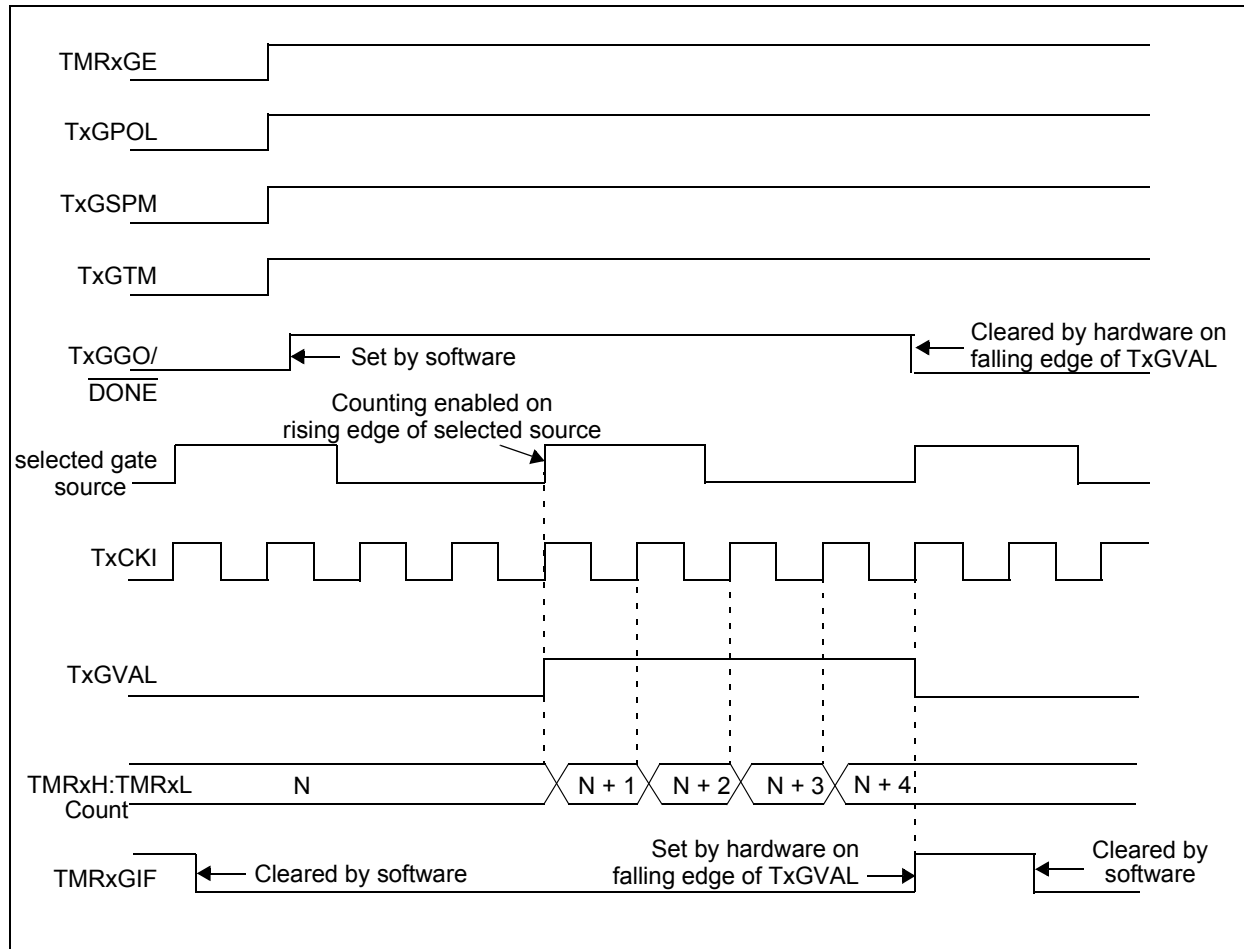 TMRxGE
TxGPOL
TxGSPM
TxGTM
TxGGO/
DONE
Set by software
Cleared by hardware on
falling edge of TxGVAL
Counting enabled on
rising edge of selected source
selected gate
source
TxCKI
TxGVAL
TMRxH:TMRxL
Count
N
N + 1
N + 2
N + 3
N + 4
TMRxGIF
Cleared by software
Set by hardware on
falling edge of TxGVAL
Cleared by
software